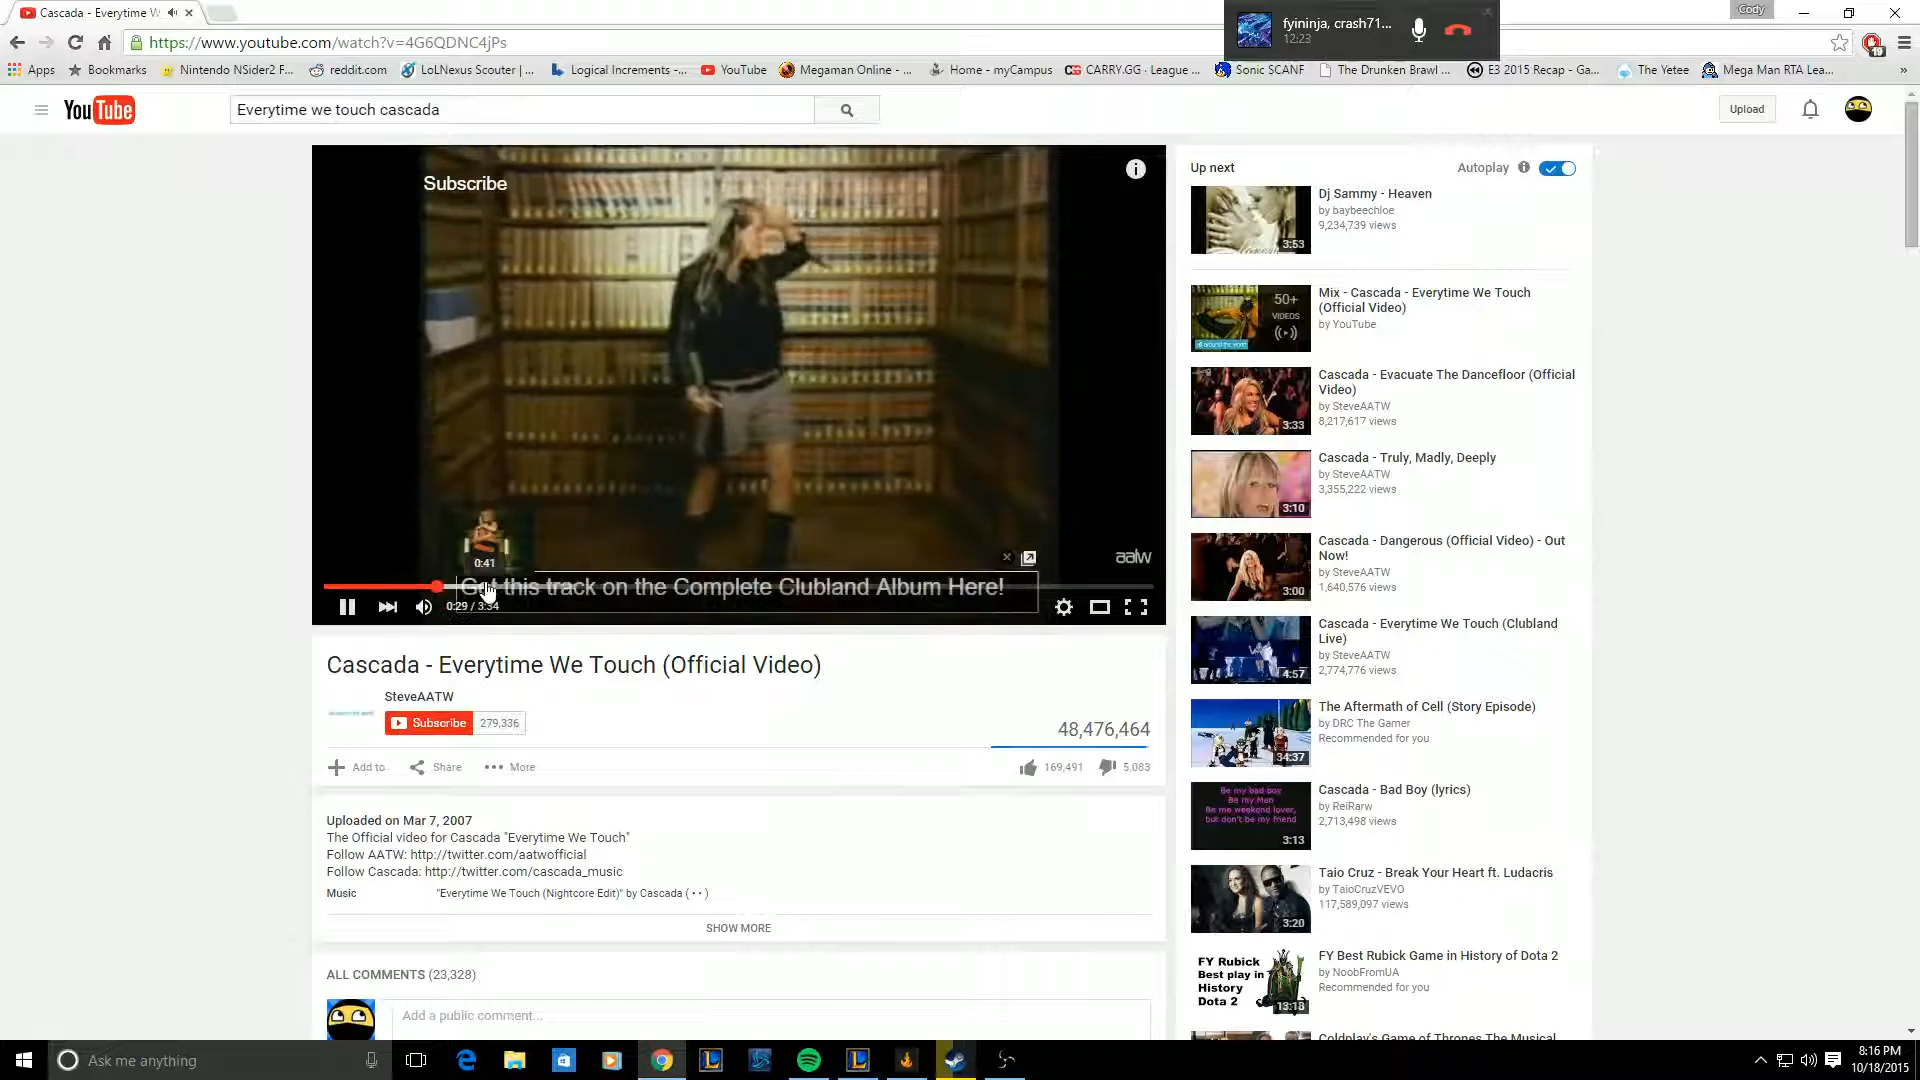 Cascada - Everytime W
Cody
fyininja, crash71...
12:23
https://www.youtube.com/watch?v=4G6QDNC4jPs
19
Apps
Bookmarks
Nintendo NSider2 F...
reddit.com
LoLNexus Scouter | ...
Logical Increments -...
YouTube
Megaman Online - ...
Home - myCampus
CARRY.GG · League ...
Sonic SCANF
The Drunken Brawl ...
E3 2015 Recap - Ga...
The Yetee
Mega Man RTA Lea...
»
YouTube
Everytime we touch cascada
Upload
Subscribe
0:41
aatw
Get this track on the Complete Clubland Album Here!
0:29 / 3:34
Cascada - Everytime We Touch (Official Video)
SteveAATW
Subscribe 279,336
48,476,464
Add to
Share
More
169,491
5,083
Uploaded on Mar 7, 2007
The Official video for Cascada "Everytime We Touch"
Follow AATW: http://twitter.com/aatwofficial
Follow Cascada: http://twitter.com/cascada_music
Music "Everytime We Touch (Nightcore Edit)" by Cascada (••)
SHOW MORE
ALL COMMENTS (23,328)
Add a public comment...
Up next
Autoplay
Dj Sammy - Heaven
by baybeechloe
9,234,739 views
3:53
Mix - Cascada - Everytime We Touch
(Official Video)
by YouTube
50+
VIDEOS
Cascada - Evacuate The Dancefloor (Official
Video)
by SteveAATW
8,217,617 views
3:33
Cascada - Truly, Madly, Deeply
by SteveAATW
3,355,222 views
3:10
Cascada - Dangerous (Official Video) - Out
Now!
by SteveAATW
1,640,576 views
3:00
Cascada - Everytime We Touch (Clubland
Live)
by SteveAATW
2,774,776 views
4:57
The Aftermath of Cell (Story Episode)
by DRC The Gamer
Recommended for you
34:37
Cascada - Bad Boy (lyrics)
by ReiRarw
2,713,498 views
Be my bad boy
Be my Man
Be me weekend lover,
but don't be my friend
3:13
Taio Cruz - Break Your Heart ft. Ludacris
by TaioCruzVEVO
117,589,097 views
3:20
FY Best Rubick Game in History of Dota 2
by NoobFromUA
Recommended for you
FY Rubick
Best play in
History
Dota 2
13:18
Coldplay's Game of Thrones The Musical
Ask me anything
8:16 PM
10/18/2015